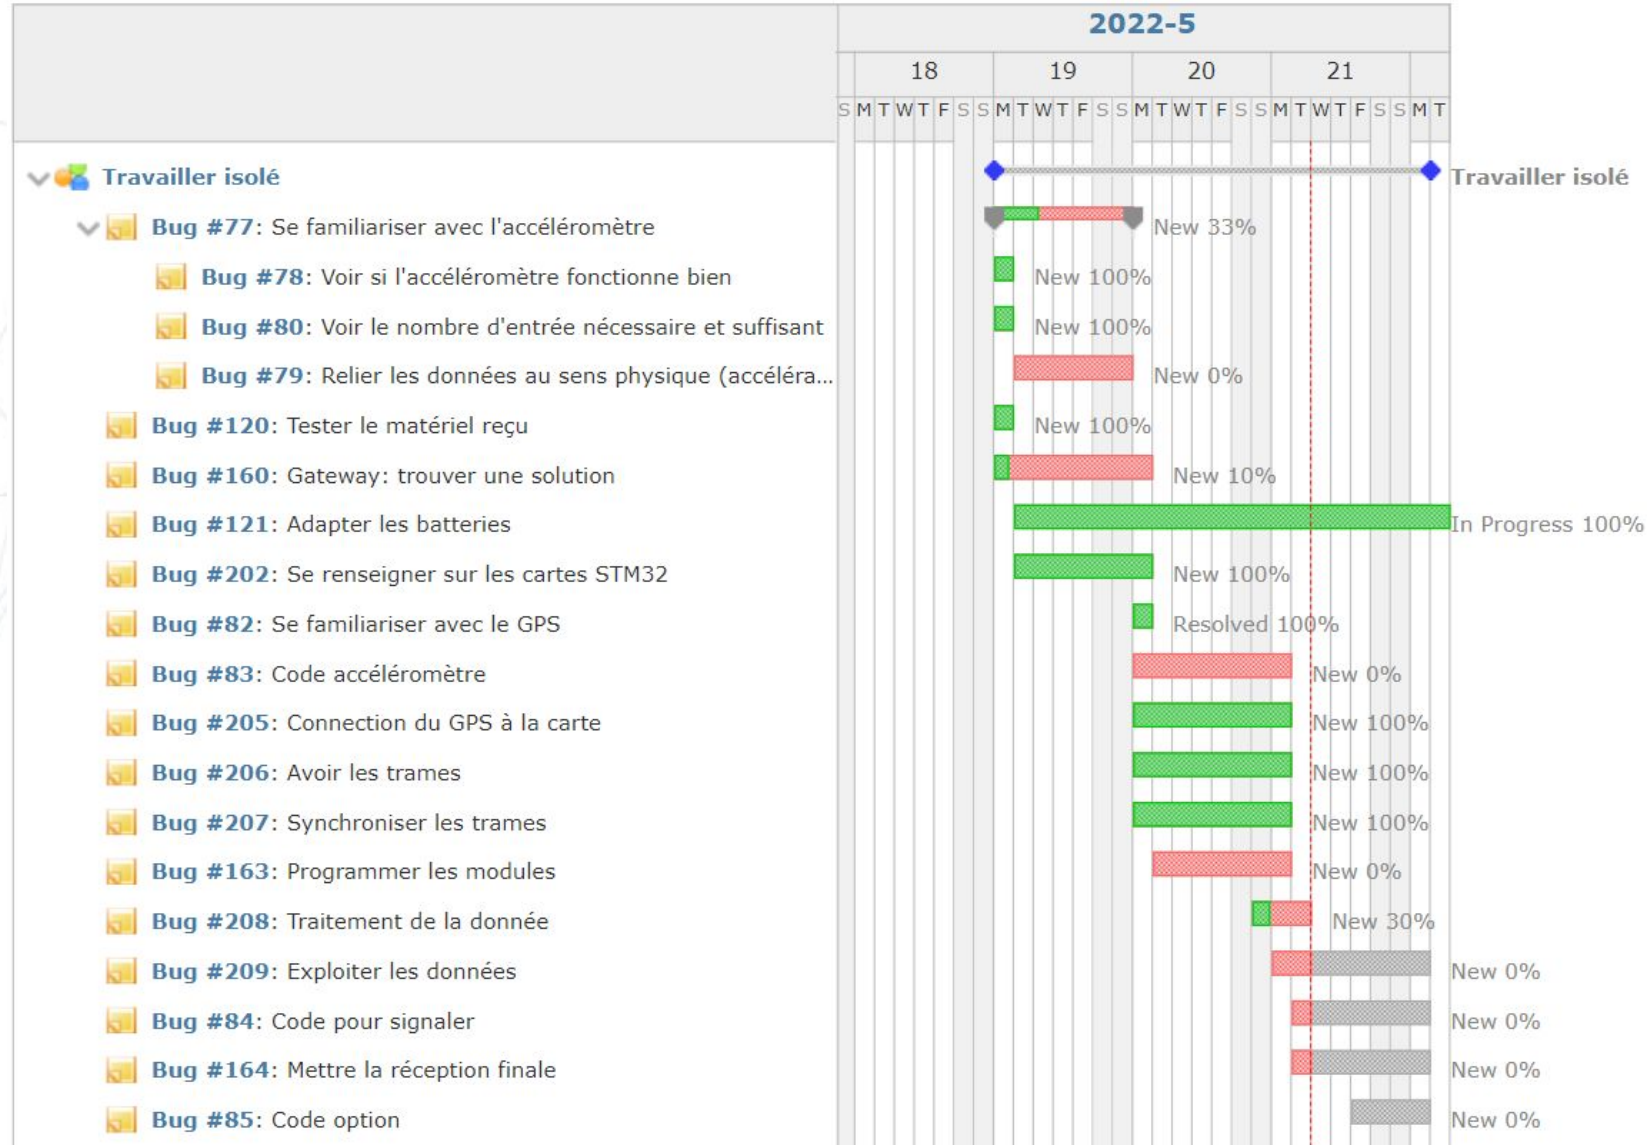 2022-5
18 19 20 21
S M T W T F S S M T W T F S S M T W T F S S M T W T F S S M T
Travailler isolé Travailler isolé
Bug #77: Se familiariser avec l'accéléromètre New 33%
Bug #78: Voir si l'accéléromètre fonctionne bien New 100%
Bug #80: Voir le nombre d'entrée nécessaire et suffisant New 100%
Bug #79: Relier les données au sens physique (accéléra... New 0%
Bug #120: Tester le matériel reçu New 100%
Bug #160: Gateway: trouver une solution New 10%
Bug #121: Adapter les batteries In Progress 100%
Bug #202: Se renseigner sur les cartes STM32 New 100%
Bug #82: Se familiariser avec le GPS Resolved 100%
Bug #83: Code accéléromètre New 0%
Bug #205: Connection du GPS à la carte New 100%
Bug #206: Avoir les trames New 100%
Bug #207: Synchroniser les trames New 100%
Bug #163: Programmer les modules New 0%
Bug #208: Traitement de la donnée New 30%
Bug #209: Exploiter les données New 0%
Bug #84: Code pour signaler New 0%
Bug #164: Mettre la réception finale New 0%
Bug #85: Code option New 0%